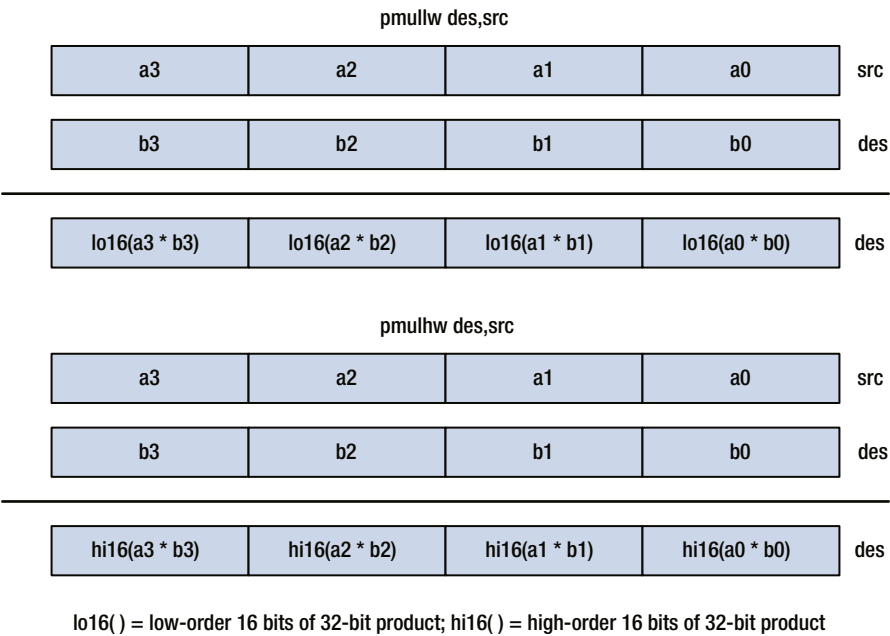 pmullw des,src
a3 a2 a1 a0 src
b3 b2 b1 b0 des
lo16(a3 * b3) lo16(a2 * b2) lo16(a1 * b1) lo16(a0 * b0) des
pmulhw des,src
a3 a2 a1 a0 src
b3 b2 b1 b0 des
hi16(a3 * b3) hi16(a2 * b2) hi16(a1 * b1) hi16(a0 * b0) des
lo16( ) = low-order 16 bits of 32-bit product; hi16( ) = high-order 16 bits of 32-bit product